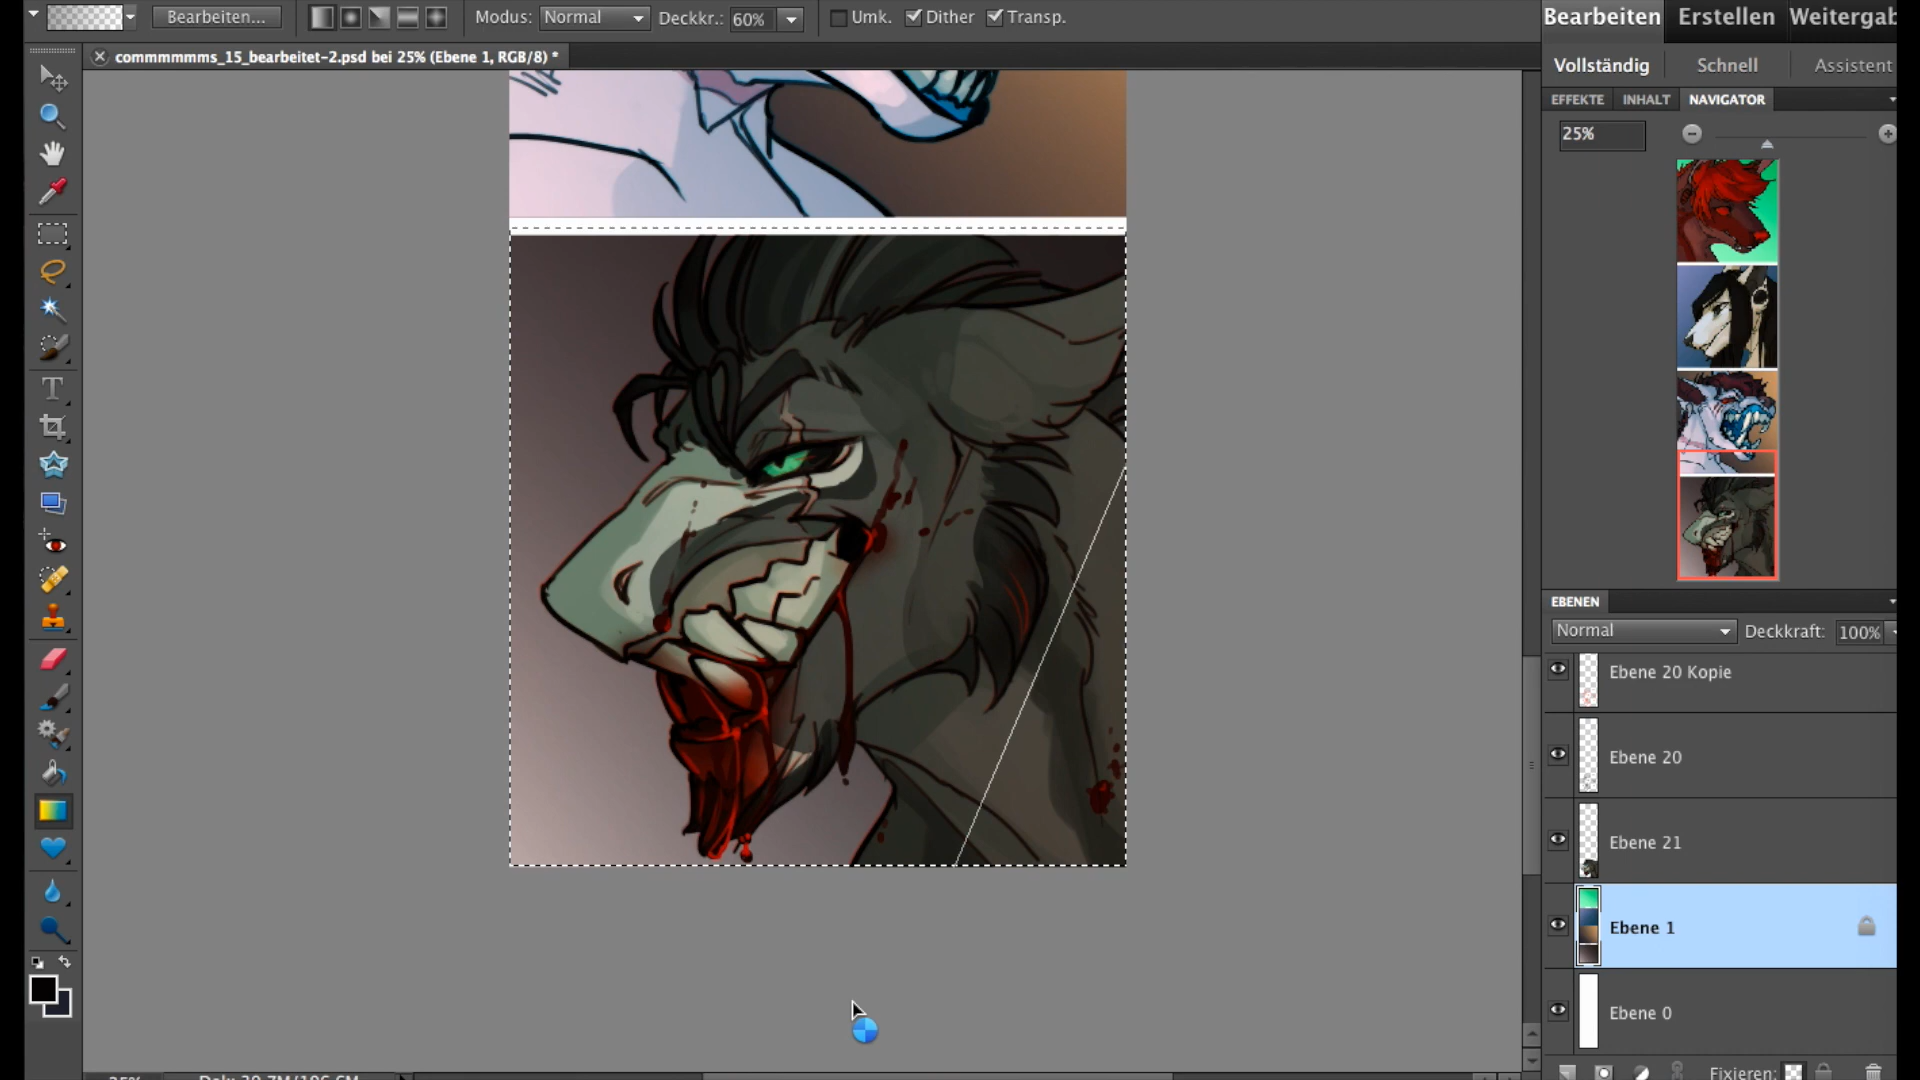 Bearbeiten... Modus: Normal Deckkr.: 60% Umk. Dither Transp.
Bearbeiten Erstellen Weitergab
commmmmms_15_bearbeitet-2.psd bei 25% (Ebene 1, RGB/8) *
Vollständig Schnell Assistent
EFFEKTE INHALT NAVIGATOR
25%
EBENEN
Normal Deckkraft: 100%
Ebene 20 Kopie
Ebene 20
Ebene 21
Ebene 1
Ebene 0
Fixieren:
25%